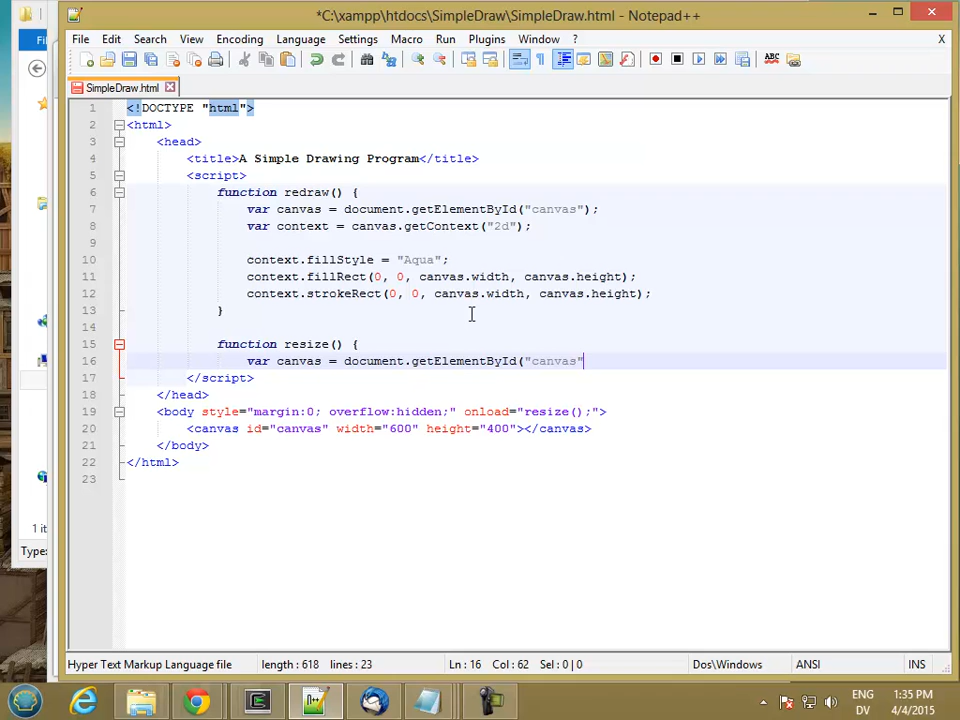 *C:\xampp\htdocs\SimpleDraw\SimpleDraw.html - Notepad++
Fi
File Edit Search View Encoding Language Settings Macro Run Plugins Window ? X
SimpleDraw.html
1 <!DOCTYPE "html">
2 <html>
3 <head>
4 <title>A Simple Drawing Program</title>
5 <script>
6 function redraw() {
7 var canvas = document.getElementById("canvas");
8 var context = canvas.getContext("2d");
9
10 context.fillStyle = "Aqua";
11 context.fillRect(0, 0, canvas.width, canvas.height);
12 context.strokeRect(0, 0, canvas.width, canvas.height);
13 }
14
15 function resize() {
16 var canvas = document.getElementById("canvas"
17 </script>
18 </head>
19 <body style="margin:0; overflow:hidden;" onload="resize();">
20 <canvas id="canvas" width="600" height="400"></canvas>
21 </body>
22 </html>
23
1 it
Type:
Hyper Text Markup Language file length : 618 lines : 23 Ln : 16 Col : 62 Sel : 0 | 0 Dos\Windows ANSI INS
ENG 1:35 PM
DV 4/4/2015